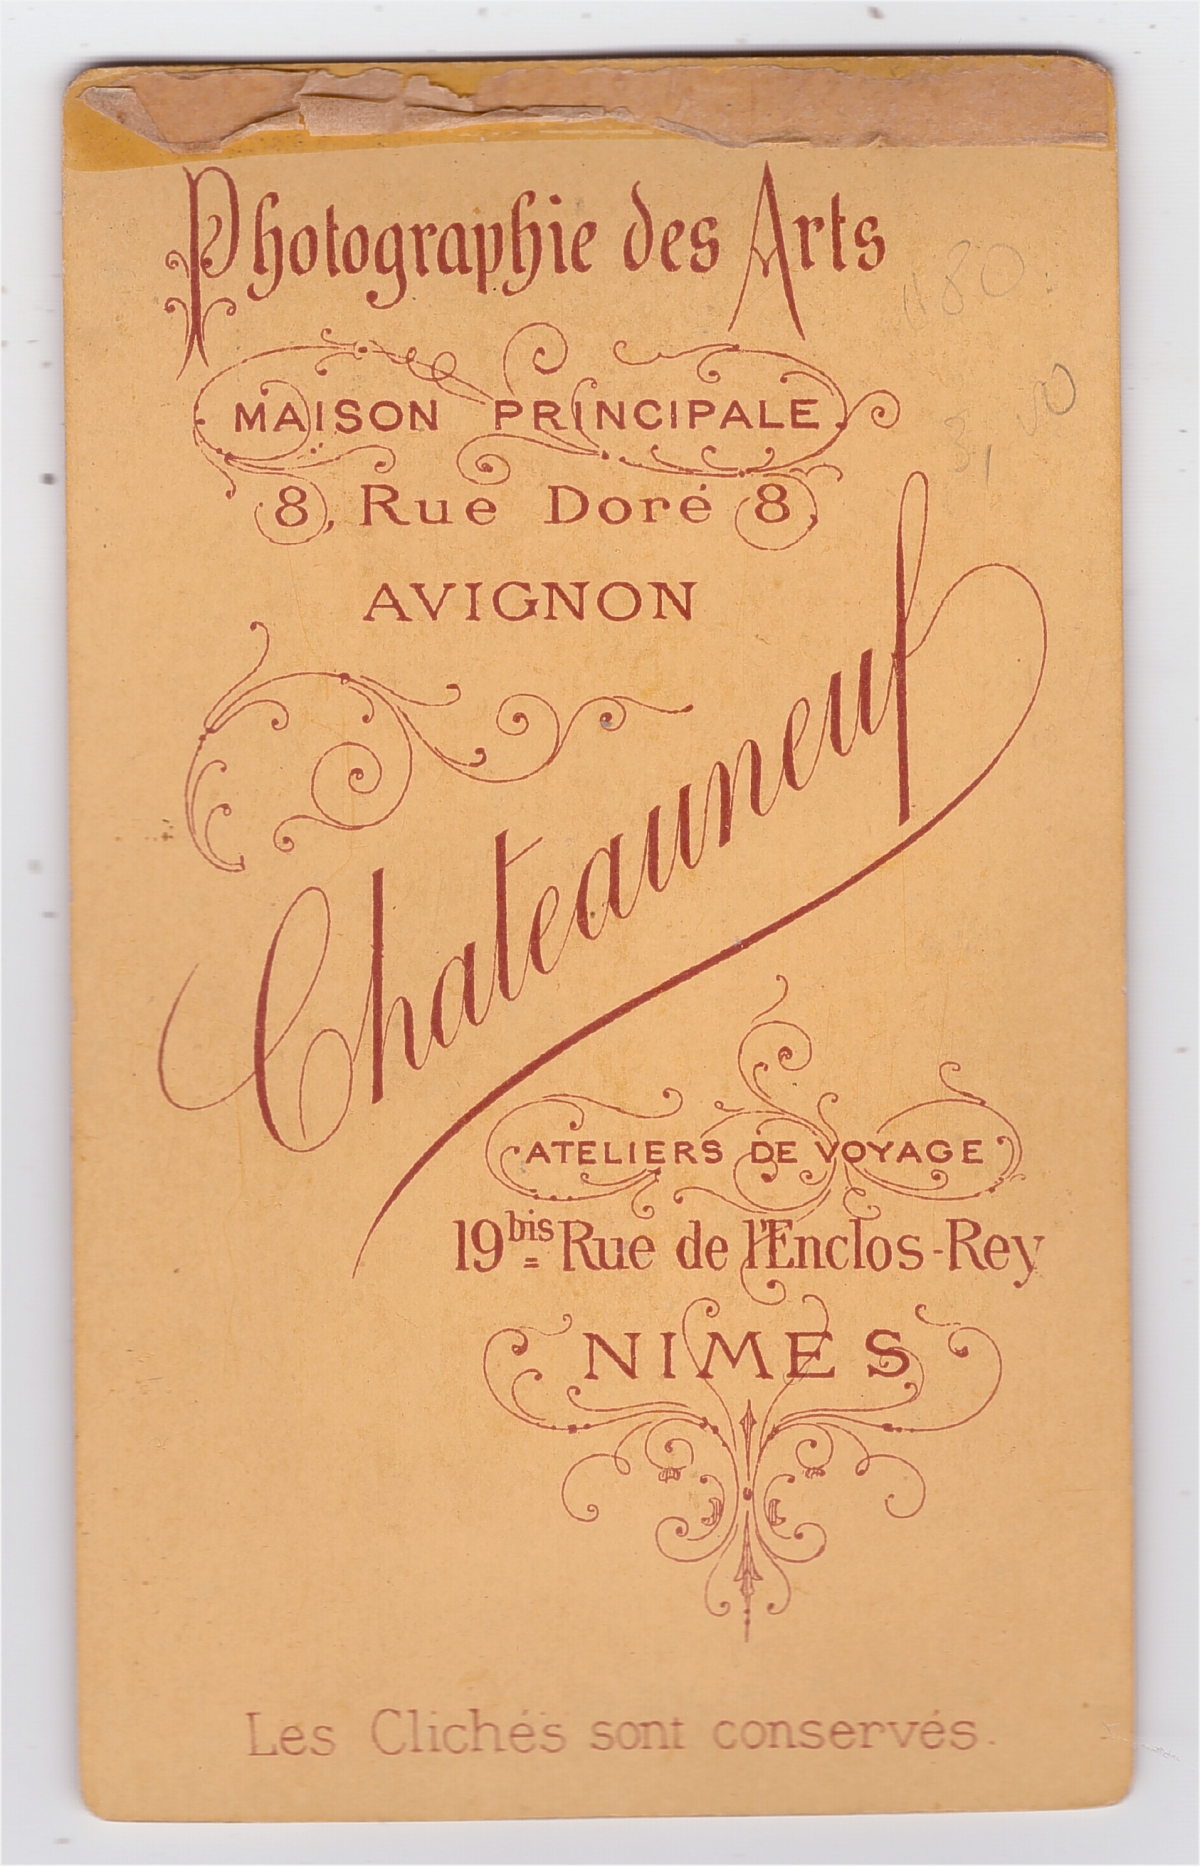 Photographie des Arts
MAISON PRINCIPALE
8, Rue Doré 8,
AVIGNON
Chateauneuf
ATELIERS DE VOYAGE
19bis Rue de l'Enclos-Rey
NIMES
Les Clichés sont conservés.